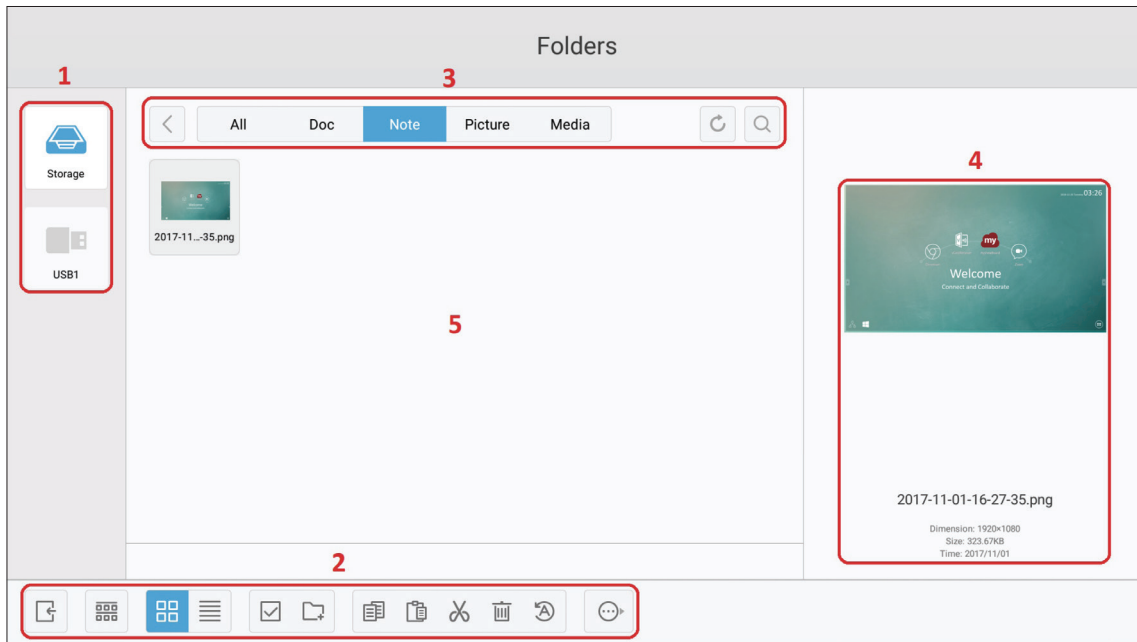 Folders
1
3
All Doc Note Picture Media
Storage
USB1
2017-11...-35.png
5
4
03:26
my
Welcome
Connect and Collaborate
2017-11-01-16-27-35.png
Dimension: 1920×1080
Size: 323.67KB
Time: 2017/11/01
2